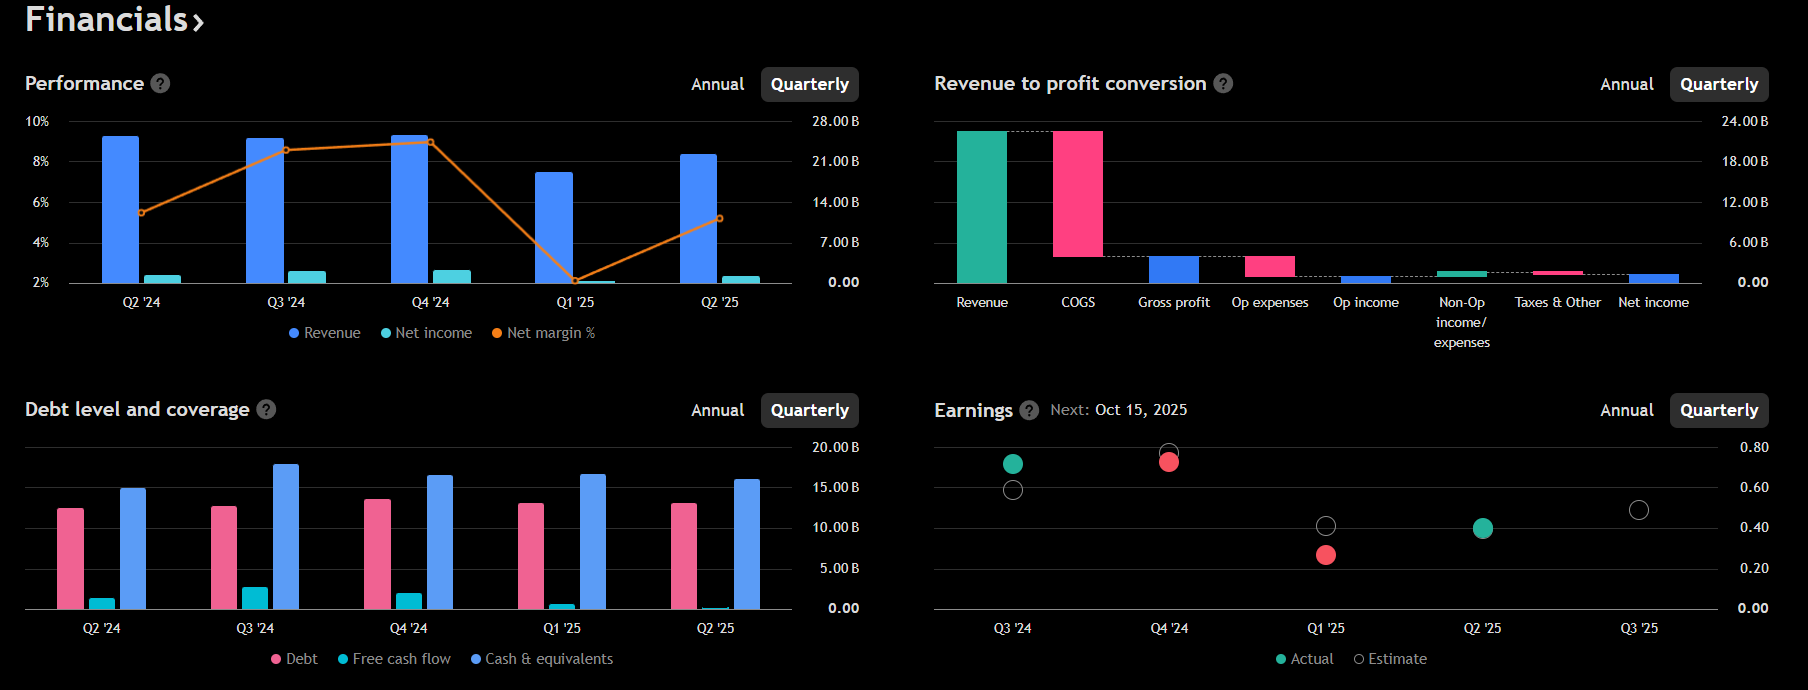 Financials
Performance ?
Annual Quarterly
10% 28.00 B
8% 21.00 B
6% 14.00 B
4% 7.00 B
2% 0.00
Q2 '24 Q3 '24 Q4 '24 Q1 '25 Q2 '25
Revenue Net income Net margin %
Revenue to profit conversion ?
Annual Quarterly
24.00 B
18.00 B
12.00 B
6.00 B
0.00
Revenue COGS Gross profit Op expenses Op income Non-Op income/expenses Taxes & Other Net income
Debt level and coverage ?
Annual Quarterly
20.00 B
15.00 B
10.00 B
5.00 B
0.00
Q2 '24 Q3 '24 Q4 '24 Q1 '25 Q2 '25
Debt Free cash flow Cash & equivalents
Earnings ? Next: Oct 15, 2025
Annual Quarterly
0.80
0.60
0.40
0.20
0.00
Q3 '24 Q4 '24 Q1 '25 Q2 '25 Q3 '25
Actual Estimate